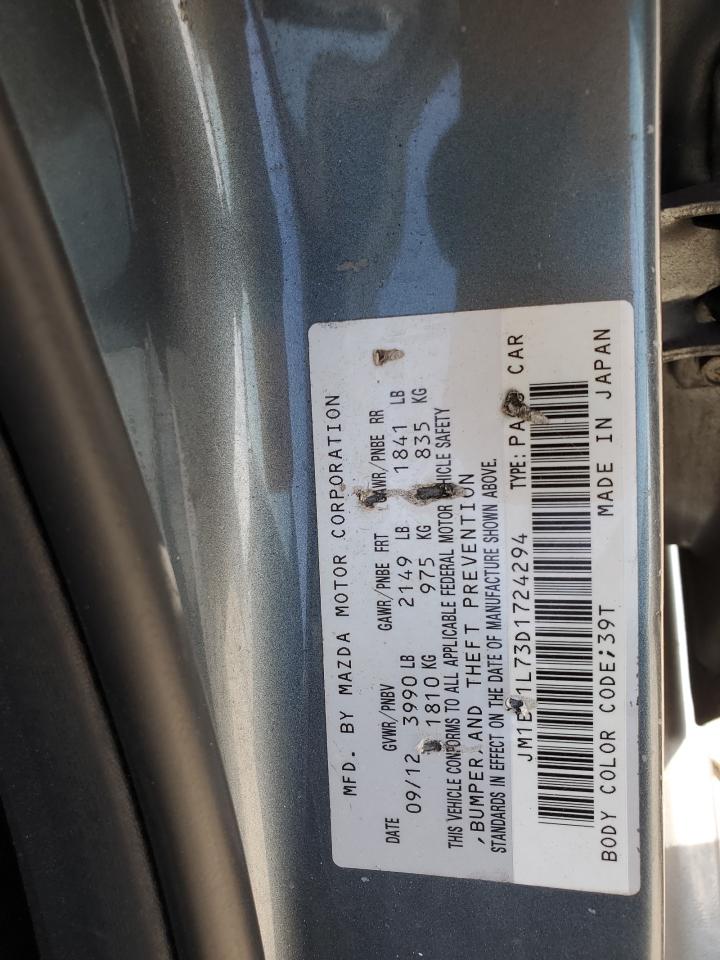 MFD. BY MAZDA MOTOR CORPORATION
DATE GVWR/PNBV GAWR/PNBE FRT GAWR/PNBE RR
09/12 3990 LB 2149 LB 1841 LB
1810 KG 975 KG 835 KG
THIS VEHICLE CONFORMS TO ALL APPLICABLE FEDERAL MOTOR SAFETY
,BUMPER,AND THEFT PREVENTION
STANDARDS IN EFFECT ON THE DATE OF MANUFACTURE SHOWN ABOVE.
TYPE: CAR
BODY COLOR CODE;39T MADE IN JAPAN